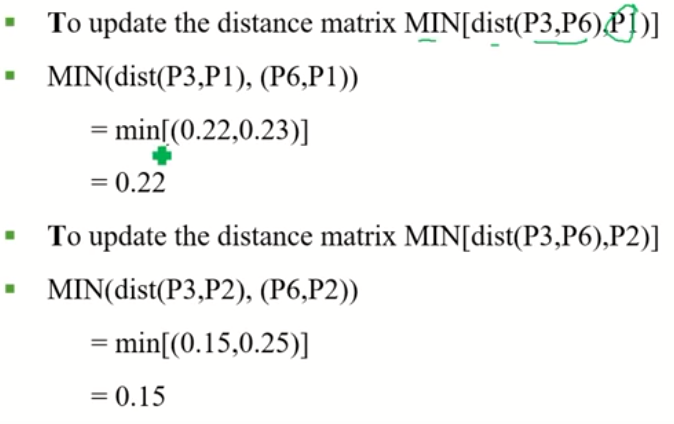 To update the distance matrix MIN[dist(P3,P6),P1)]
MIN(dist(P3,P1), (P6,P1))
= min[(0.22,0.23)]
= 0.22
To update the distance matrix MIN[dist(P3,P6),P2)]
MIN(dist(P3,P2), (P6,P2))
= min[(0.15,0.25)]
= 0.15